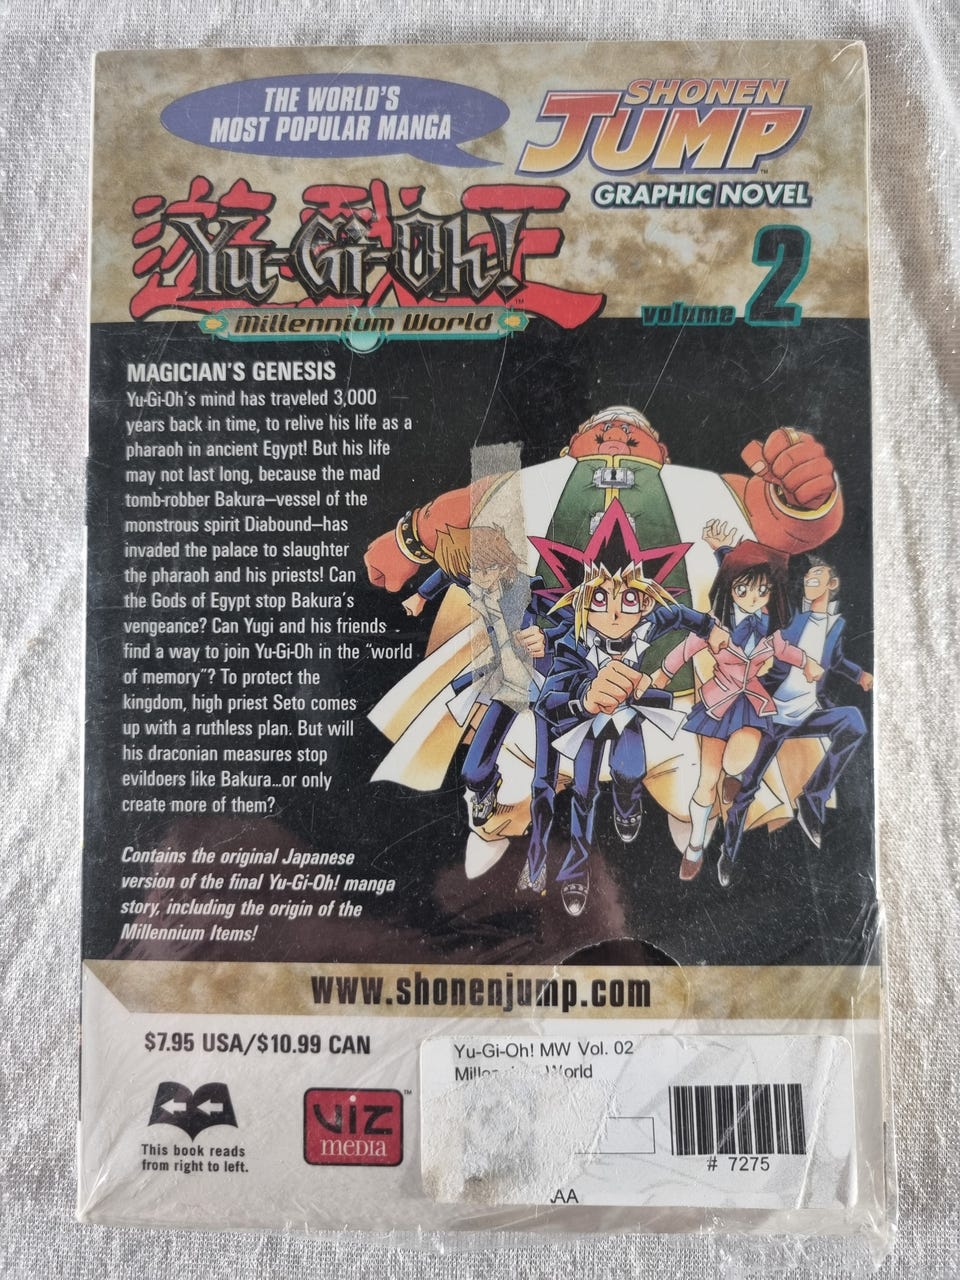 THE WORLD'S
MOST POPULAR MANGA
SHONEN
JUMP™
GRAPHIC NOVEL
遊戯王
Yu-Gi-Oh!™
Millennium World
volume 2
MAGICIAN'S GENESIS
Yu-Gi-Oh's mind has traveled 3,000
years back in time, to relive his life as a
pharaoh in ancient Egypt! But his life
may not last long, because the mad
tomb-robber Bakura—vessel of the
monstrous spirit Diabound—has
invaded the palace to slaughter
the pharaoh and his priests! Can
the Gods of Egypt stop Bakura's
vengeance? Can Yugi and his friends
find a way to join Yu-Gi-Oh in the "world
of memory"? To protect the
kingdom, high priest Seto comes
up with a ruthless plan. But will
his draconian measures stop
evildoers like Bakura...or only
create more of them?
Contains the original Japanese
version of the final Yu-Gi-Oh! manga
story, including the origin of the
Millennium Items!
www.shonenjump.com
$7.95 USA/$10.99 CAN
This book reads
from right to left.
VIZ™
MEDIA
Yu-Gi-Oh! MW Vol. 02
World
# 7275